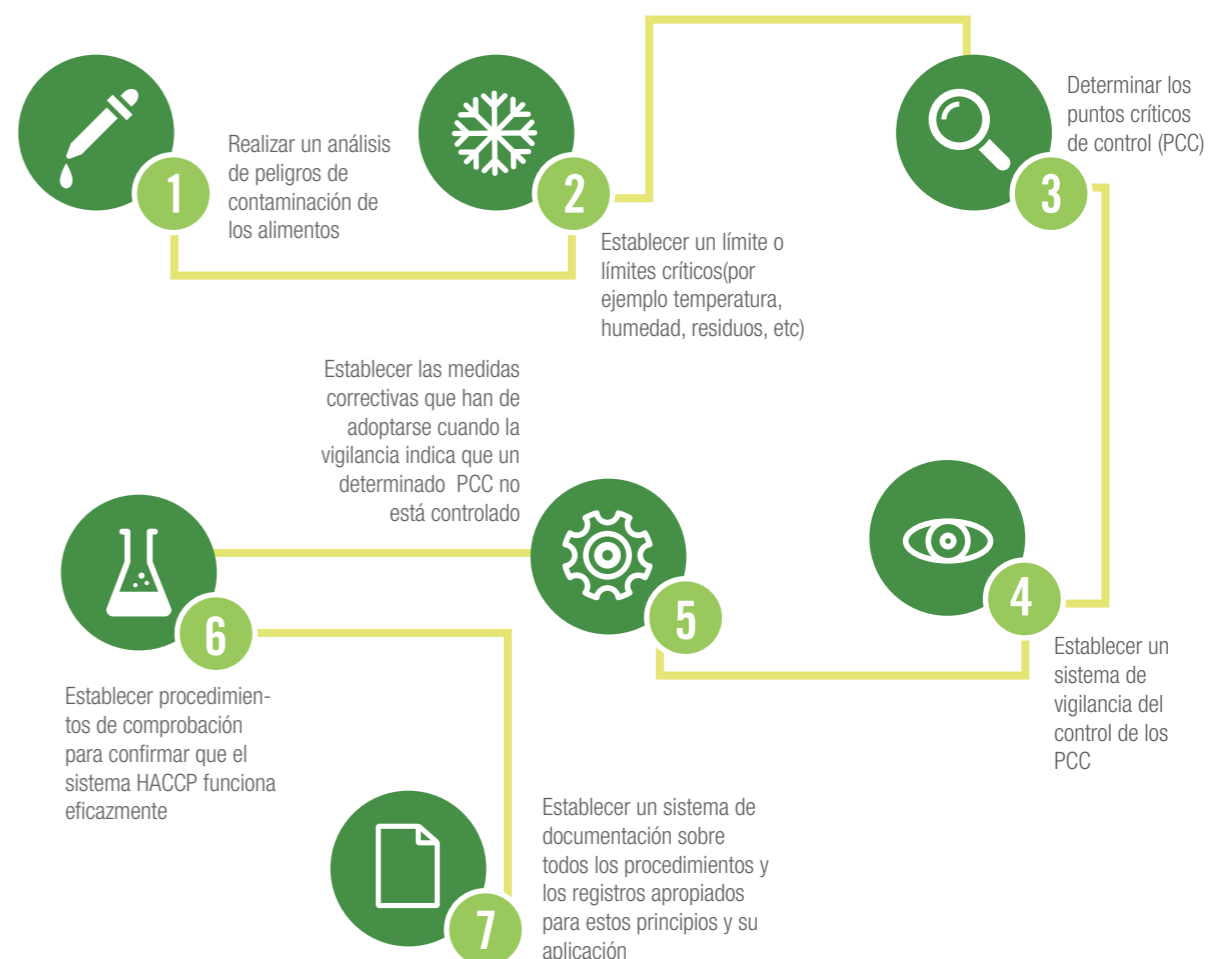 1
Realizar un análisis
de peligros de
contaminación de
los alimentos
2
Establecer un límite o
límites críticos(por
ejemplo temperatura,
humedad, residuos, etc)
3
Determinar los
puntos críticos
de control (PCC)
4
Establecer un
sistema de
vigilancia del
control de los
PCC
5
Establecer las medidas
correctivas que han de
adoptarse cuando la
vigilancia indica que un
determinado  PCC no
está controlado
6
Establecer procedimien-
tos de comprobación
para confirmar que el
sistema HACCP funciona
eficazmente
7
Establecer un sistema de
documentación sobre
todos los procedimientos y
los registros apropiados
para estos principios y su
aplicación